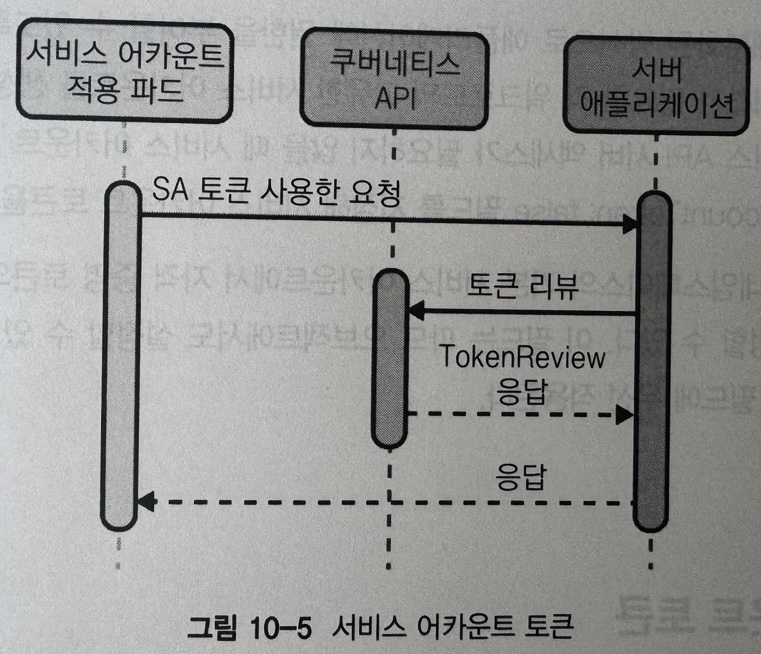 서비스 어카운트
적용 파드
쿠버네티스
API
서버
애플리케이션
SA 토큰 사용한 요청
토큰 리뷰
TokenReview
응답
응답
그림 10-5 서비스 어카운트 토큰